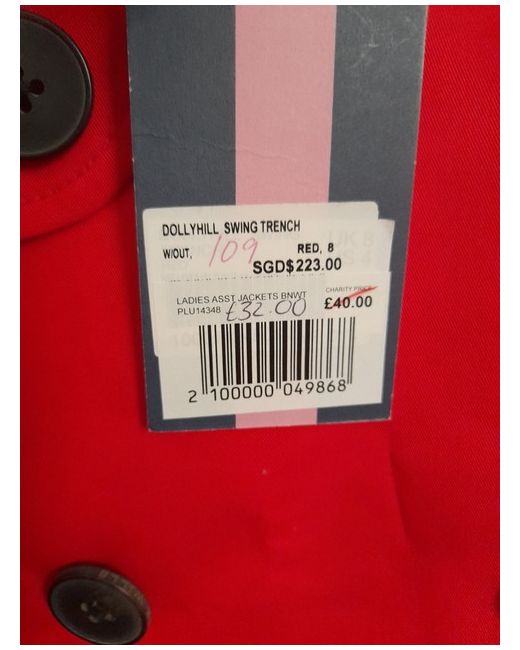 DOLLYHILL SWING TRENCH
W/OUT, 109 RED, 8
SGD$223.00
LADIES ASST JACKETS BNWT
CHARITY PRICE
PLU14348 £32.00 £40.00
2 100000 049868